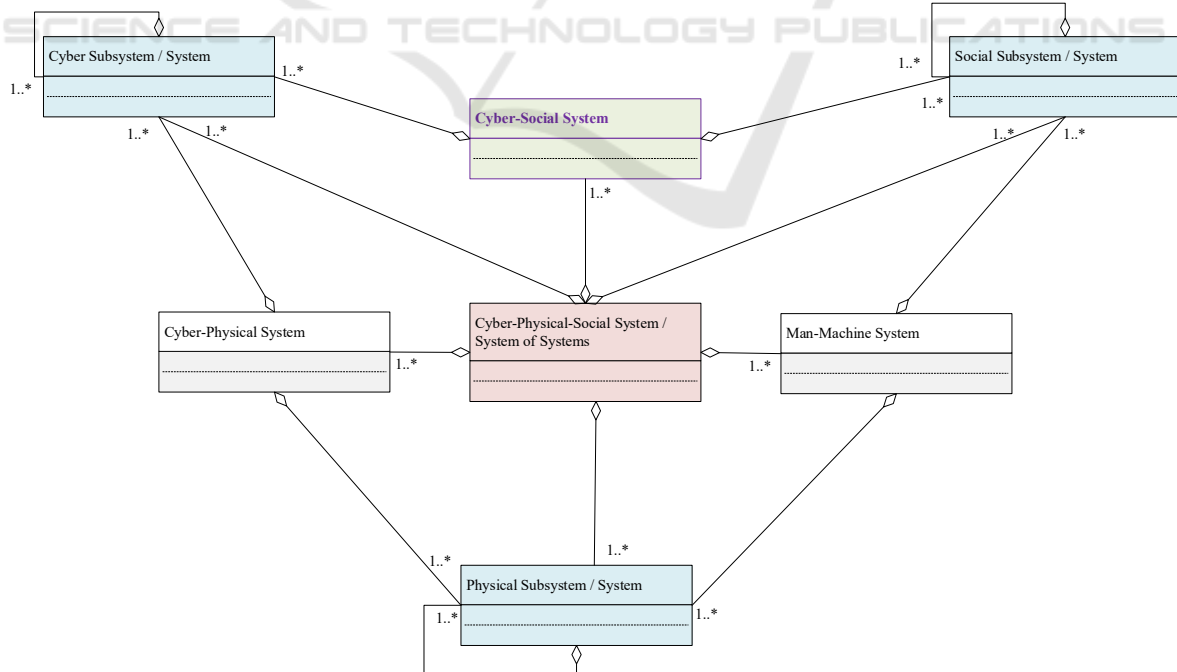 SCIENCE AND TECHNOLOGY PUBLICATIONS
Cyber Subsystem / System
Social Subsystem / System
1..*
1..*
1..*
1..*
1..*
Cyber-Social System
1..*
1..*
1..*
1..*
1..*
Cyber-Physical System
Cyber-Physical-Social System /
System of Systems
Man-Machine System
1..*
1..*
1..*
1..*
Physical Subsystem / System
1..*
1..*